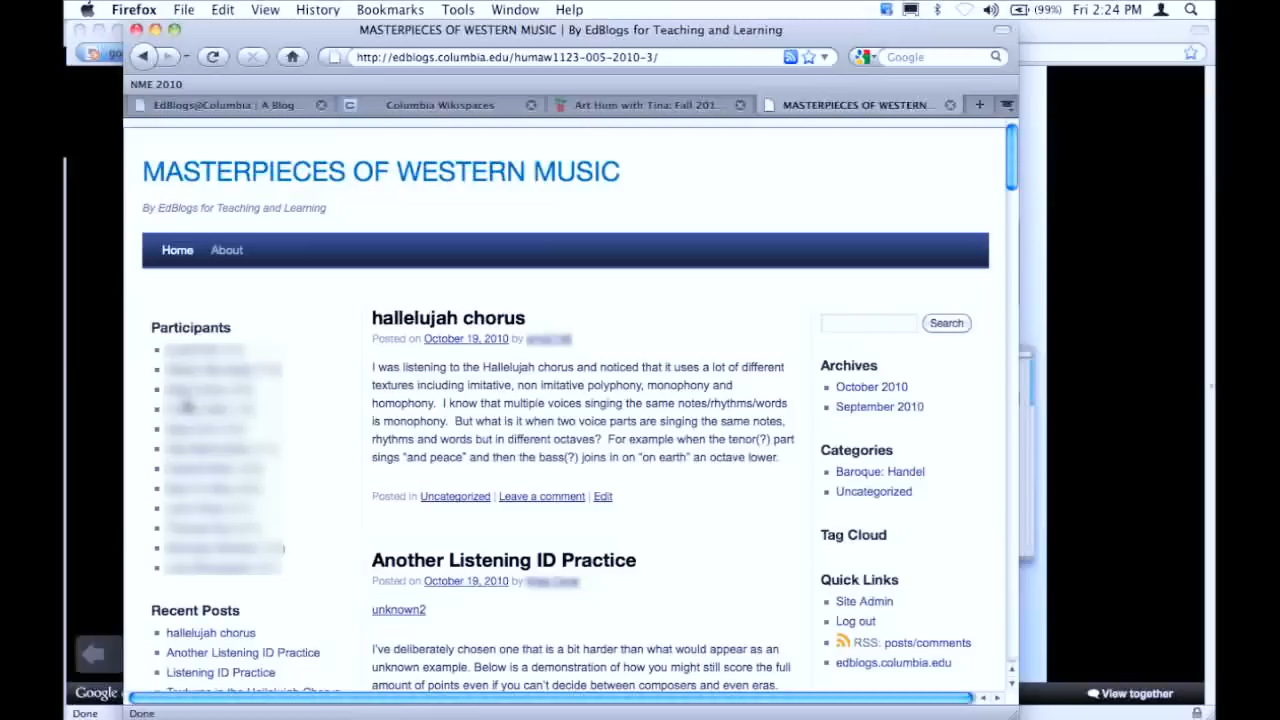 Firefox File Edit View History Bookmarks Tools Window Help (99%) Fri 2:24 PM
MASTERPIECES OF WESTERN MUSIC | By EdBlogs for Teaching and Learning
http://edblogs.columbia.edu/humaw1123-005-2010-3/ Google
NME 2010
EdBlogs@Columbia | A Blog... Columbia Wikispaces Art Hum with Tina: Fall 201... MASTERPIECES OF WESTERN...
MASTERPIECES OF WESTERN MUSIC
By EdBlogs for Teaching and Learning
Home About
Participants
Recent Posts
hallelujah chorus
Another Listening ID Practice
Listening ID Practice
Textures in the Hallelujah Chorus
hallelujah chorus
Posted on October 19, 2010 by
I was listening to the Hallelujah chorus and noticed that it uses a lot of different
textures including imitative, non imitative polyphony, monophony and
homophony. I know that multiple voices singing the same notes/rhythms/words
is monophony. But what is it when two voice parts are singing the same notes,
rhythms and words but in different octaves? For example when the tenor(?) part
sings "and peace" and then the bass(?) joins in on "on earth" an octave lower.
Posted in Uncategorized | Leave a comment | Edit
Another Listening ID Practice
Posted on October 19, 2010 by
unknown2
I've deliberately chosen one that is a bit harder than what would appear as an
unknown example. Below is a demonstration of how you might still score the full
amount of points even if you can't decide between composers and even eras.
Search
Archives
October 2010
September 2010
Categories
Baroque: Handel
Uncategorized
Tag Cloud
Quick Links
Site Admin
Log out
RSS: posts/comments
edblogs.columbia.edu
Google
View together
Done Done